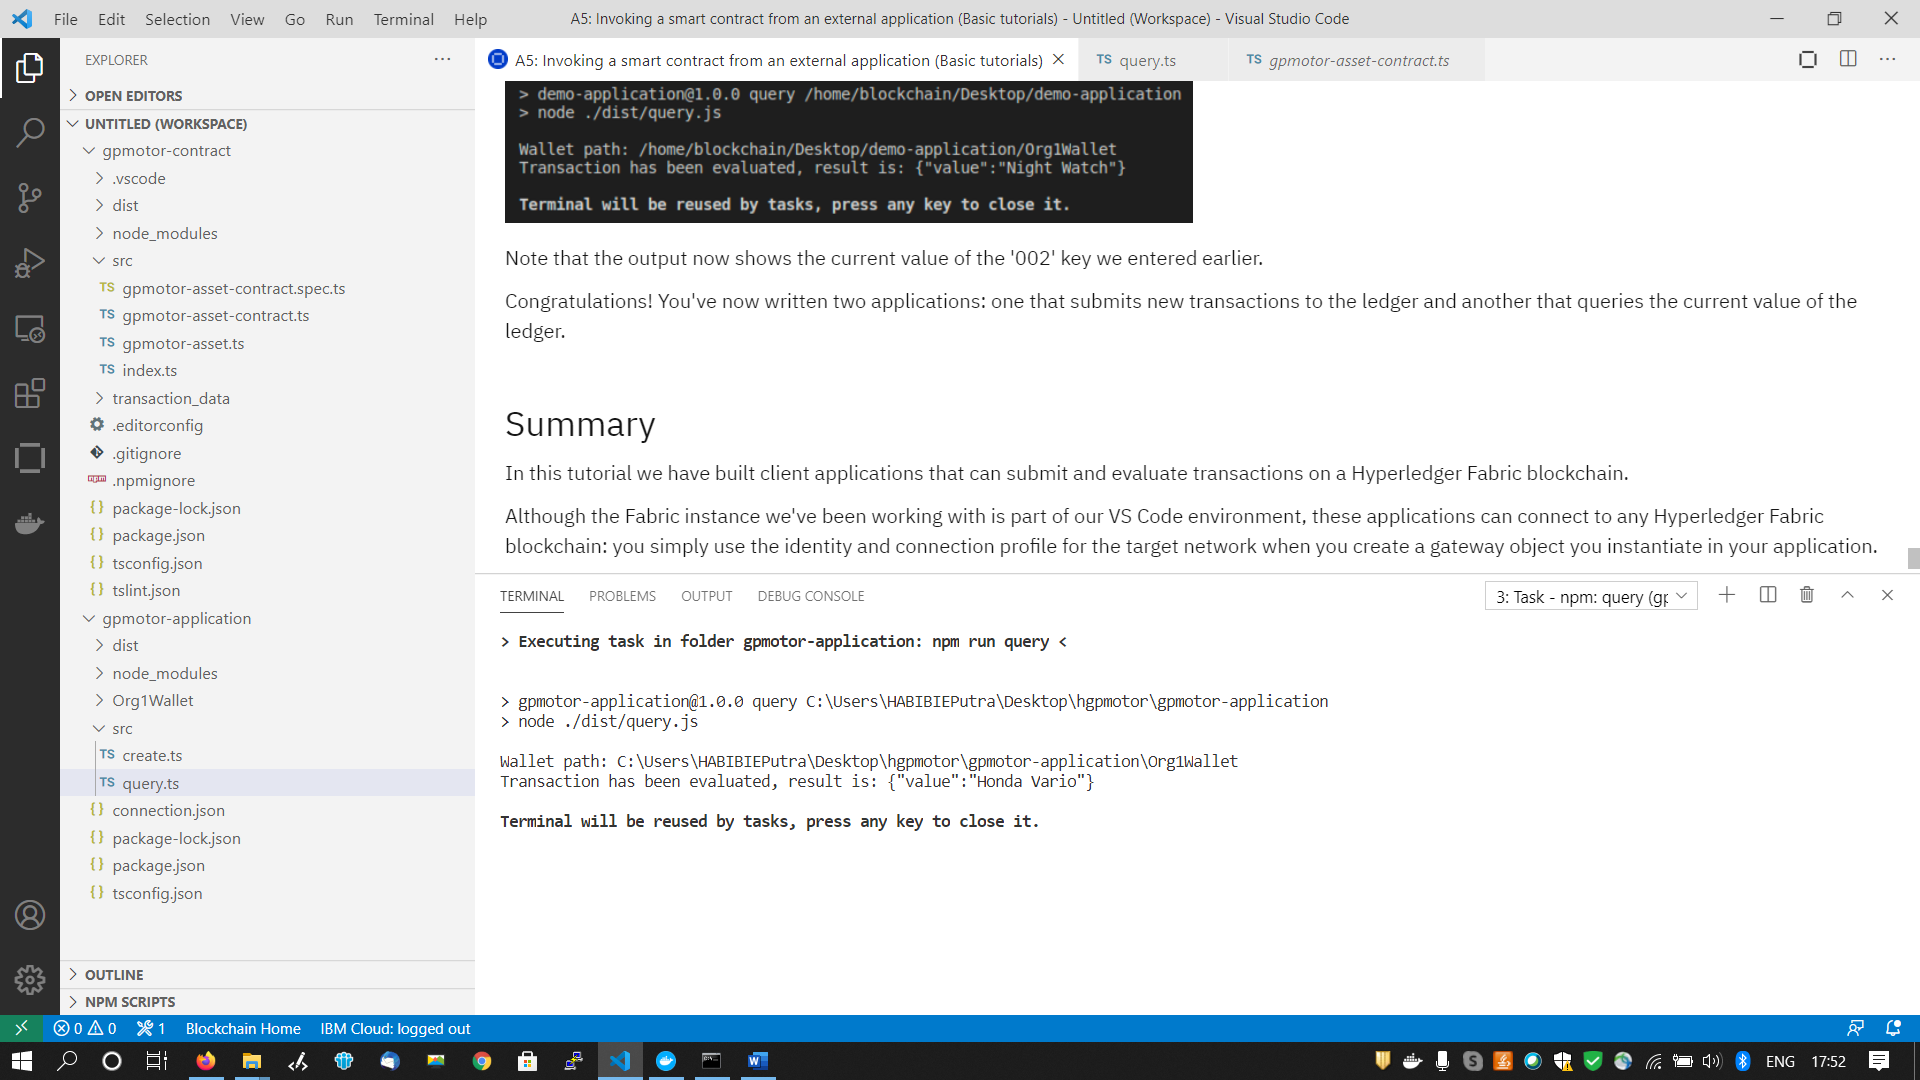 File Edit Selection View Go Run Terminal Help
A5: Invoking a smart contract from an external application (Basic tutorials) - Untitled (Workspace) - Visual Studio Code
EXPLORER
OPEN EDITORS
UNTITLED (WORKSPACE)
gpmotor-contract
.vscode
dist
node_modules
src
TS gpmotor-asset-contract.spec.ts
TS gpmotor-asset-contract.ts
TS gpmotor-asset.ts
TS index.ts
transaction_data
.editorconfig
.gitignore
.npmignore
{} package-lock.json
{} package.json
{} tsconfig.json
{} tslint.json
gpmotor-application
dist
node_modules
Org1Wallet
src
TS create.ts
TS query.ts
{} connection.json
{} package-lock.json
{} package.json
{} tsconfig.json
OUTLINE
NPM SCRIPTS
A5: Invoking a smart contract from an external application (Basic tutorials)
TS query.ts
TS gpmotor-asset-contract.ts
> demo-application@1.0.0 query /home/blockchain/Desktop/demo-application
> node ./dist/query.js
Wallet path: /home/blockchain/Desktop/demo-application/Org1Wallet
Transaction has been evaluated, result is: {"value":"Night Watch"}
Terminal will be reused by tasks, press any key to close it.
Note that the output now shows the current value of the '002' key we entered earlier.
Congratulations! You've now written two applications: one that submits new transactions to the ledger and another that queries the current value of the
ledger.
Summary
In this tutorial we have built client applications that can submit and evaluate transactions on a Hyperledger Fabric blockchain.
Although the Fabric instance we've been working with is part of our VS Code environment, these applications can connect to any Hyperledger Fabric
blockchain: you simply use the identity and connection profile for the target network when you create a gateway object you instantiate in your application.
TERMINAL PROBLEMS OUTPUT DEBUG CONSOLE
3: Task - npm: query (gp
> Executing task in folder gpmotor-application: npm run query <
> gpmotor-application@1.0.0 query C:\Users\HABIBIEPutra\Desktop\hgpmotor\gpmotor-application
> node ./dist/query.js
Wallet path: C:\Users\HABIBIEPutra\Desktop\hgpmotor\gpmotor-application\Org1Wallet
Transaction has been evaluated, result is: {"value":"Honda Vario"}
Terminal will be reused by tasks, press any key to close it.
0 0 1 Blockchain Home IBM Cloud: logged out
ENG 17:52